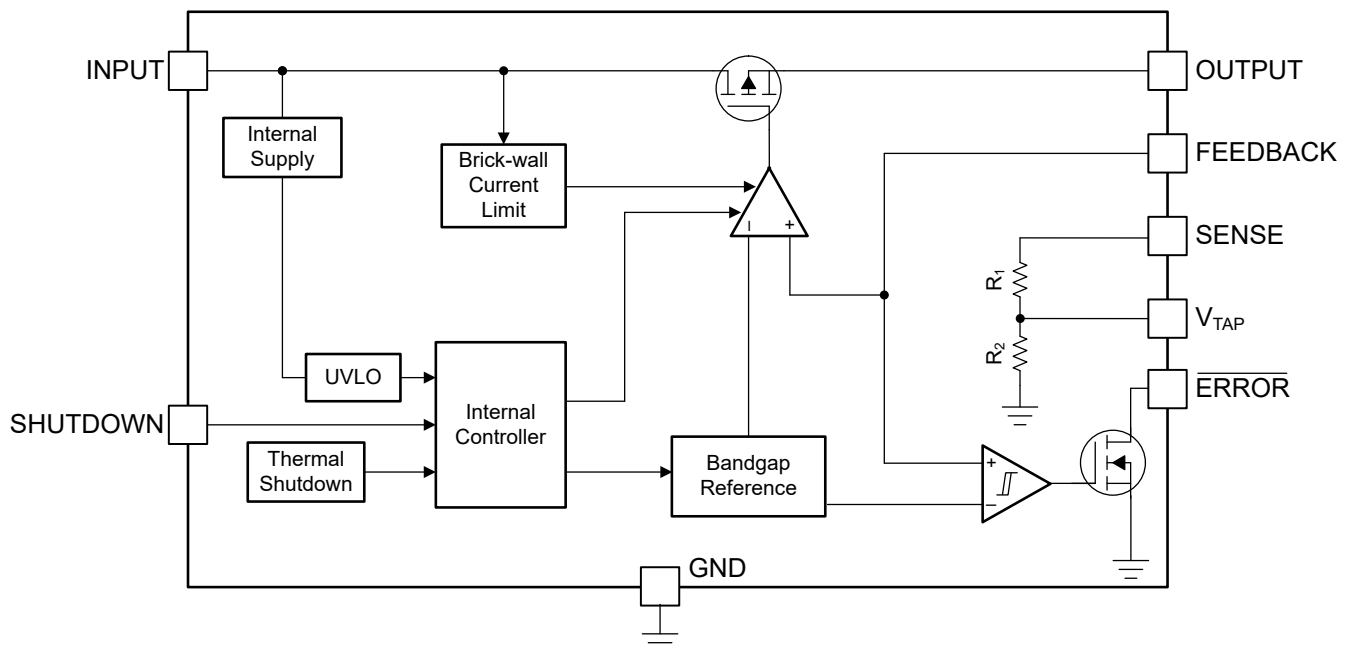 INPUT
OUTPUT
Internal
Supply
Brick-wall
Current
Limit
FEEDBACK
SENSE
− +
R1
VTAP
R2
ERROR
UVLO
SHUTDOWN
Internal
Controller
Thermal
Shutdown
Bandgap
Reference
+
−
GND